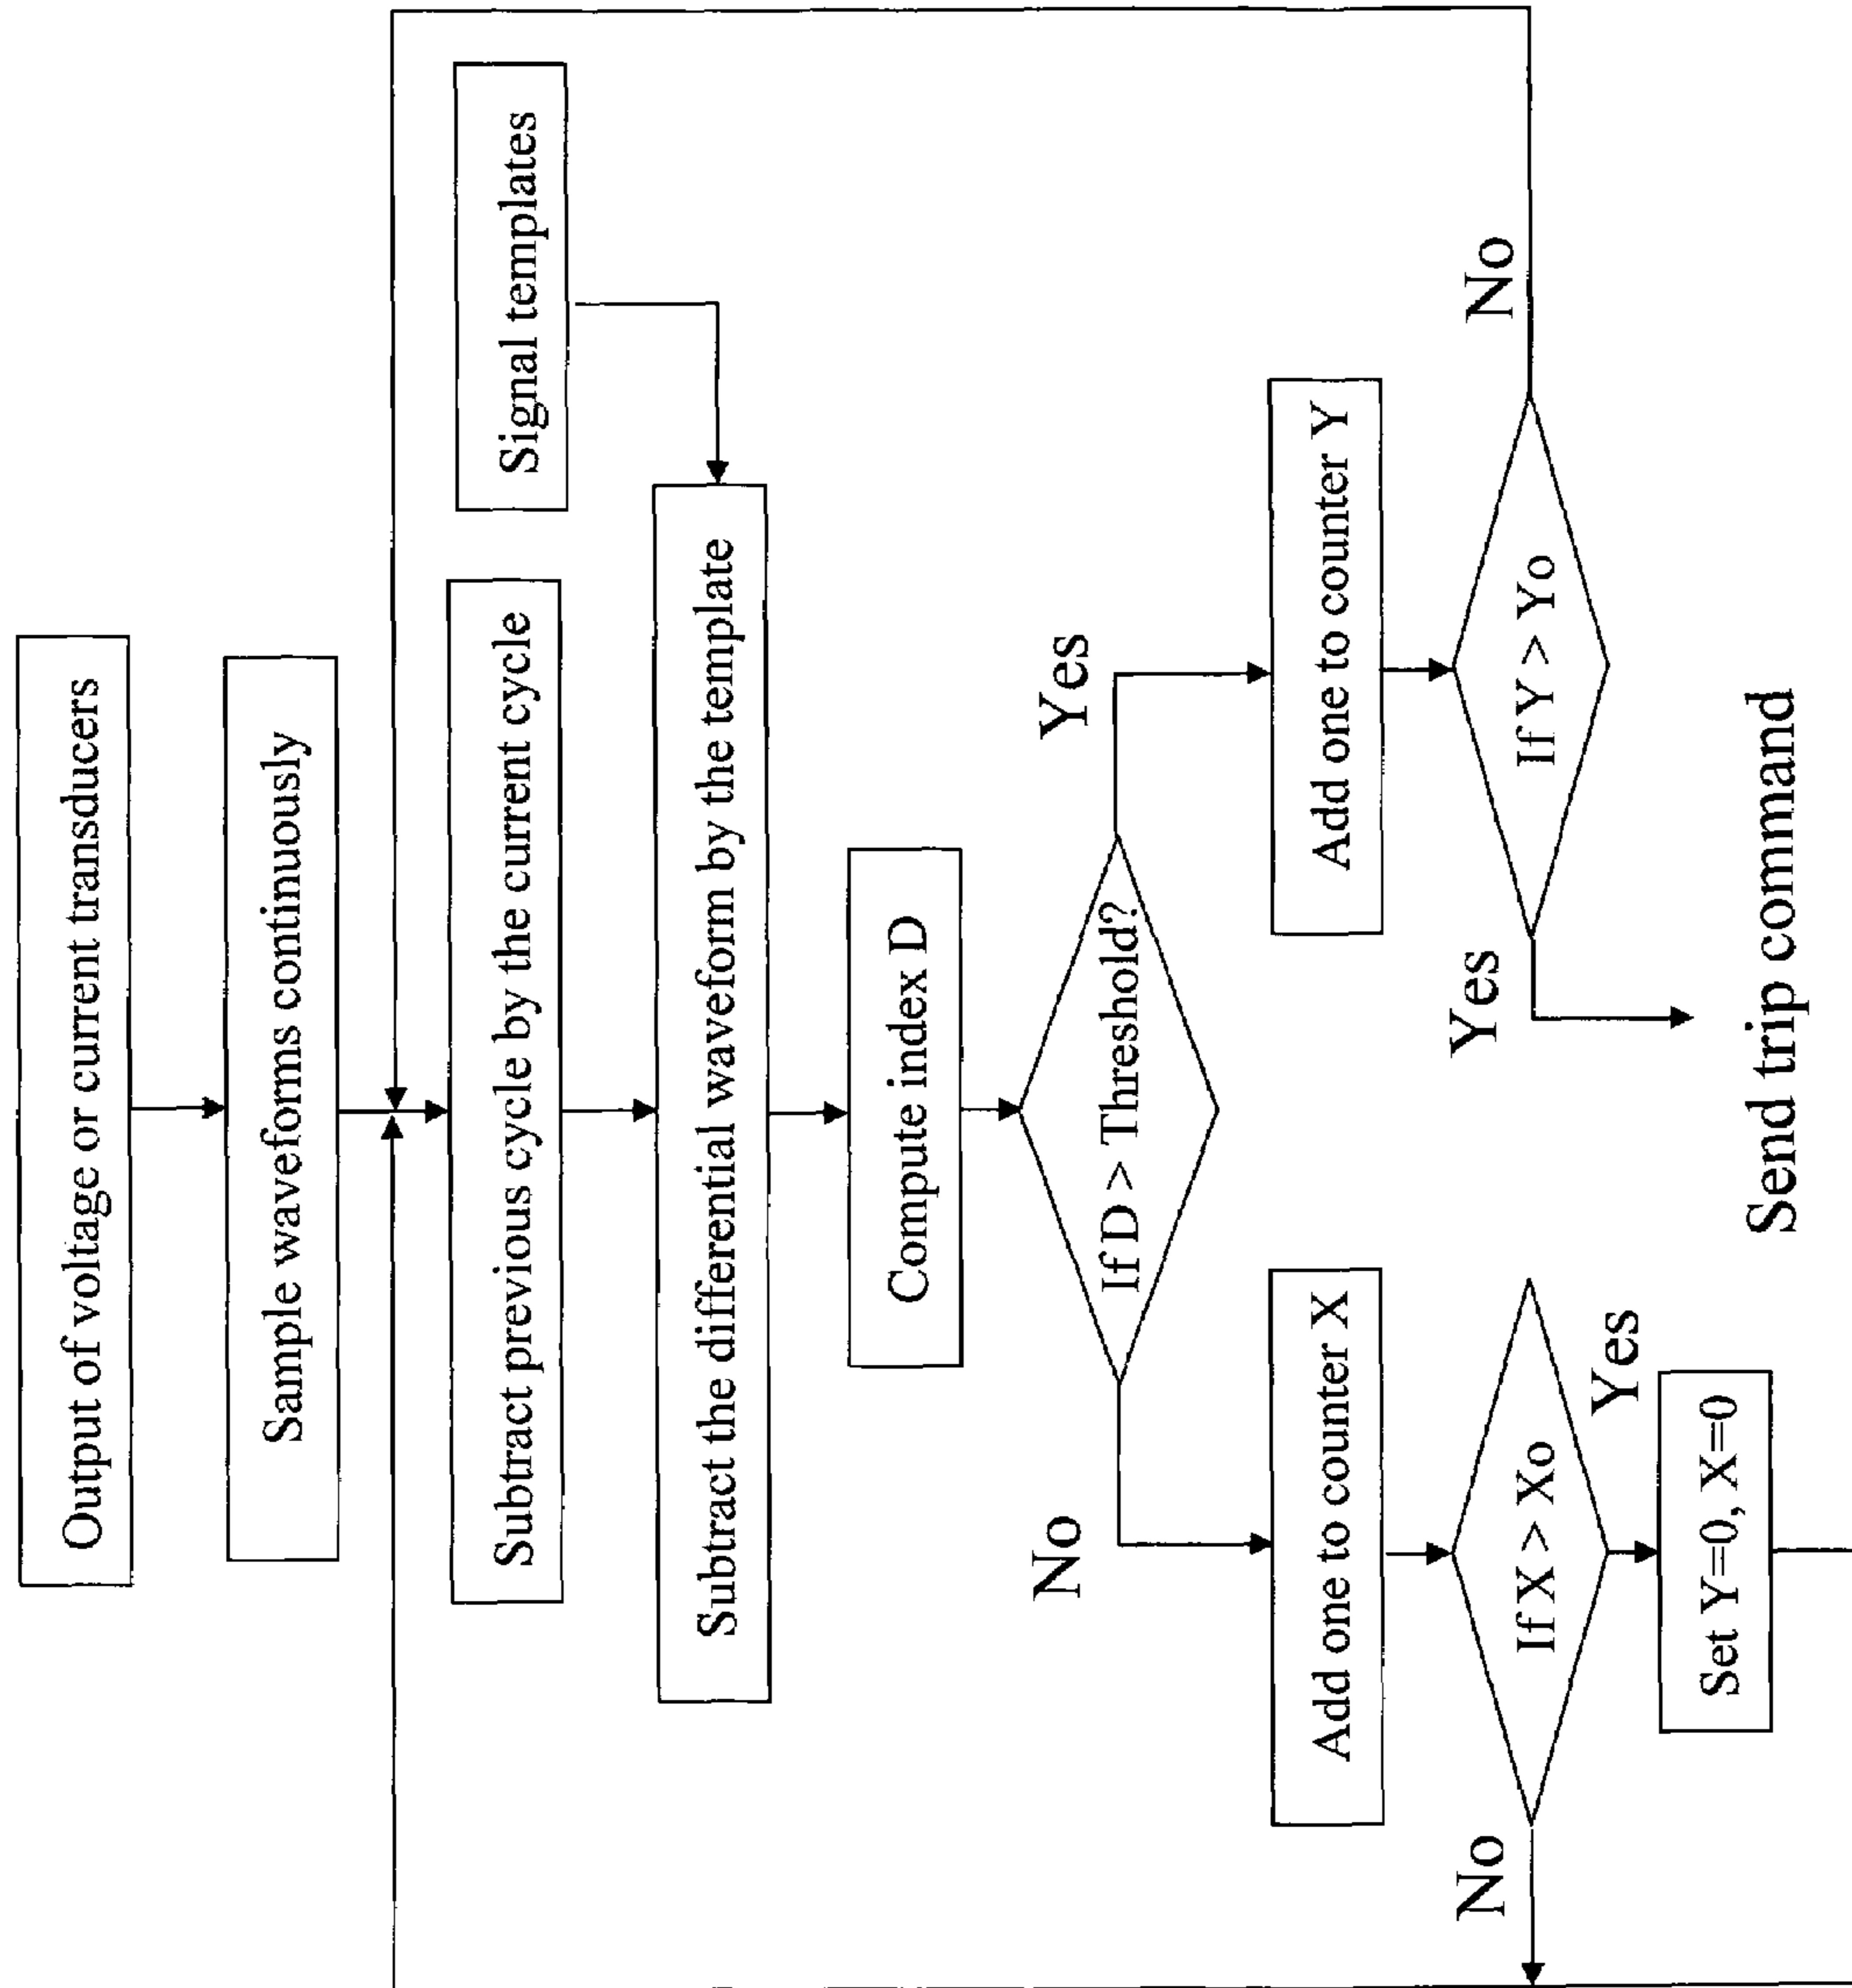 Output of voltage or current transducers
Sample waveforms continuously
Subtract previous cycle by the current cycle
Signal templates
Subtract the differential waveform by the template
Compute index D
If D > Threshold?
No
Yes
Add one to counter X
Add one to counter Y
If X > Xo
If Y > Yo
No
Yes
Yes
No
Set Y=0, X=0
Send trip command